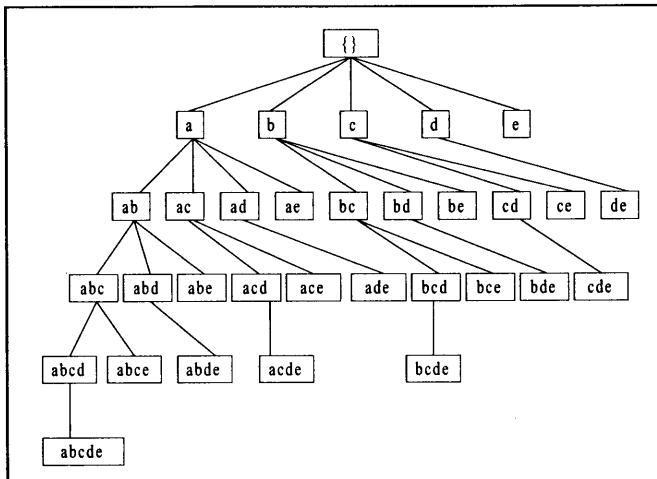 {}
a b c d e
ab ac ad ae bc bd be cd ce de
abc abd abe acd ace ade bcd bce bde cde
abcd abce abde acde bcde
abcde